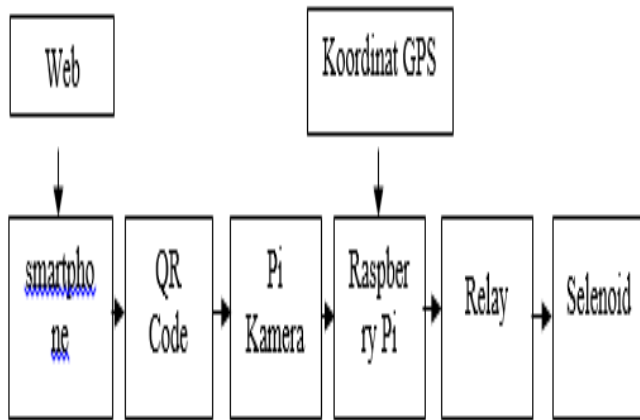 Web
Koordinat GPS
smartpho
ne
QR
Code
Pi
Kamera
Raspber
ry Pi
Relay
Selenoid